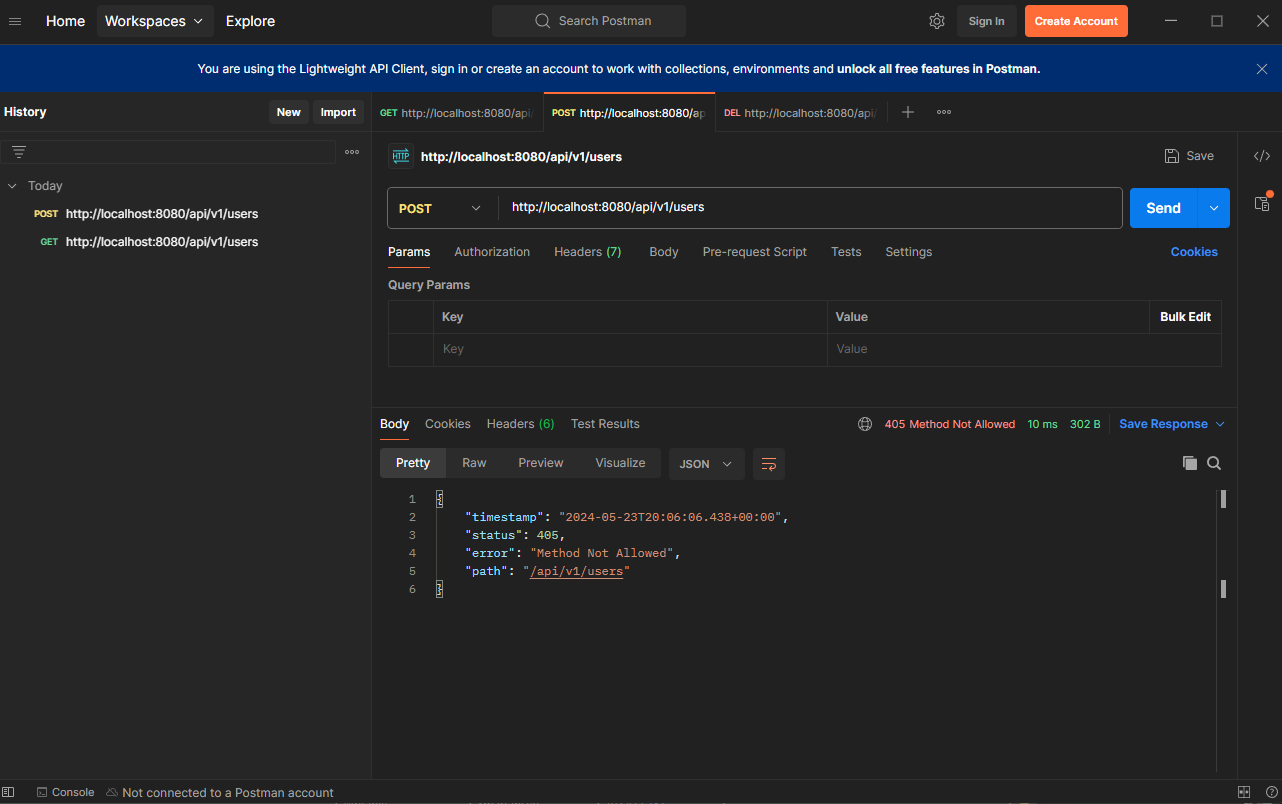 Home Workspaces Explore Search Postman Sign In Create Account
You are using the Lightweight API Client, sign in or create an account to work with collections, environments and unlock all free features in Postman.
History New Import GET http://localhost:8080/api POST http://localhost:8080/ap DEL http://localhost:8080/api/
HTTP http://localhost:8080/api/v1/users Save
Today
POST http://localhost:8080/api/v1/users
GET http://localhost:8080/api/v1/users
POST http://localhost:8080/api/v1/users Send
Params Authorization Headers (7) Body Pre-request Script Tests Settings Cookies
Query Params
Key Value Bulk Edit
Key Value
Body Cookies Headers (6) Test Results 405 Method Not Allowed 10 ms 302 B Save Response
Pretty Raw Preview Visualize JSON
1 {
2 "timestamp": "2024-05-23T20:06:06.438+00:00",
3 "status": 405,
4 "error": "Method Not Allowed",
5 "path": "/api/v1/users"
6 }
Console Not connected to a Postman account